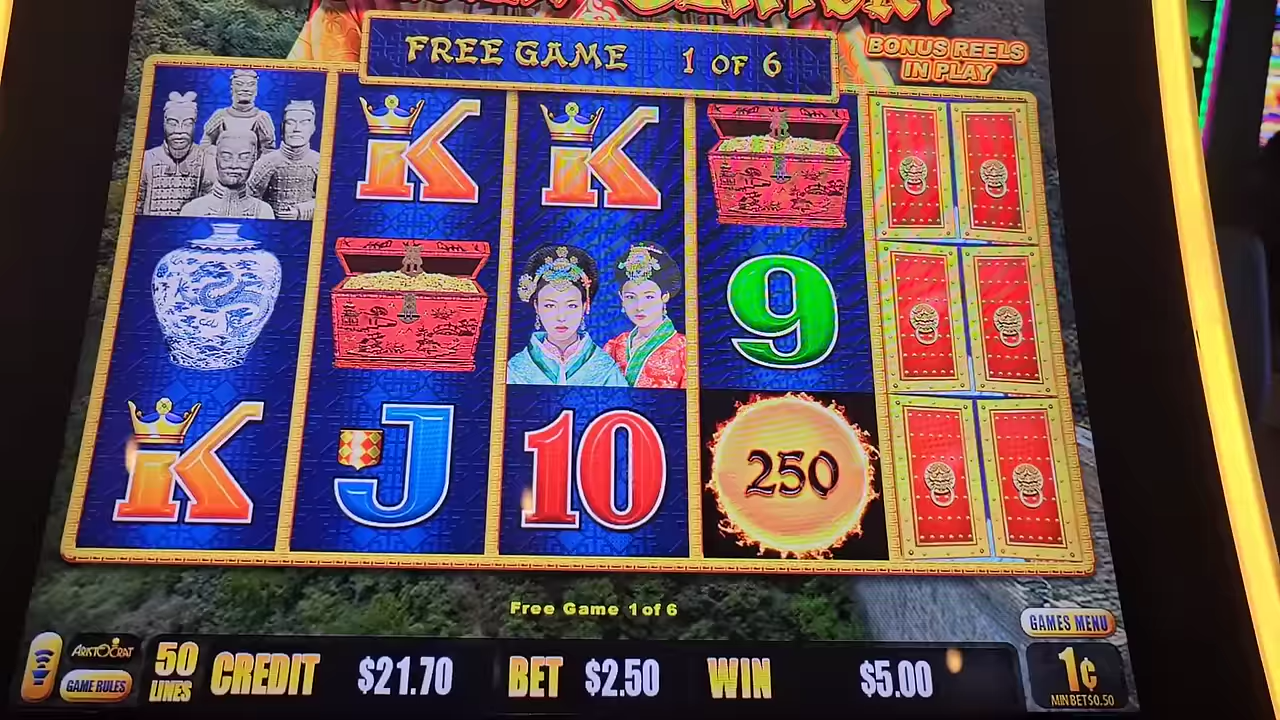 FREE GAME 1 OF 6
BONUS REELS
IN PLAY
K
K
9
K
J
10
250
Free Game 1 of 6
GAMES MENU
ARISTOCRAT
GAME RULES
50
LINES
CREDIT $21.70
BET $2.50
WIN $5.00
1¢
MIN BET $0.50